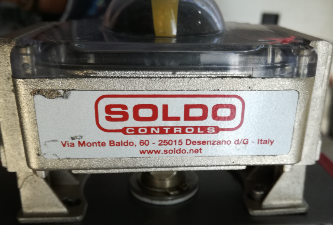 SOLDO
CONTROLS
Via Monte Baldo, 60 - 25015 Desenzano d/G - Italy
www.soldo.net